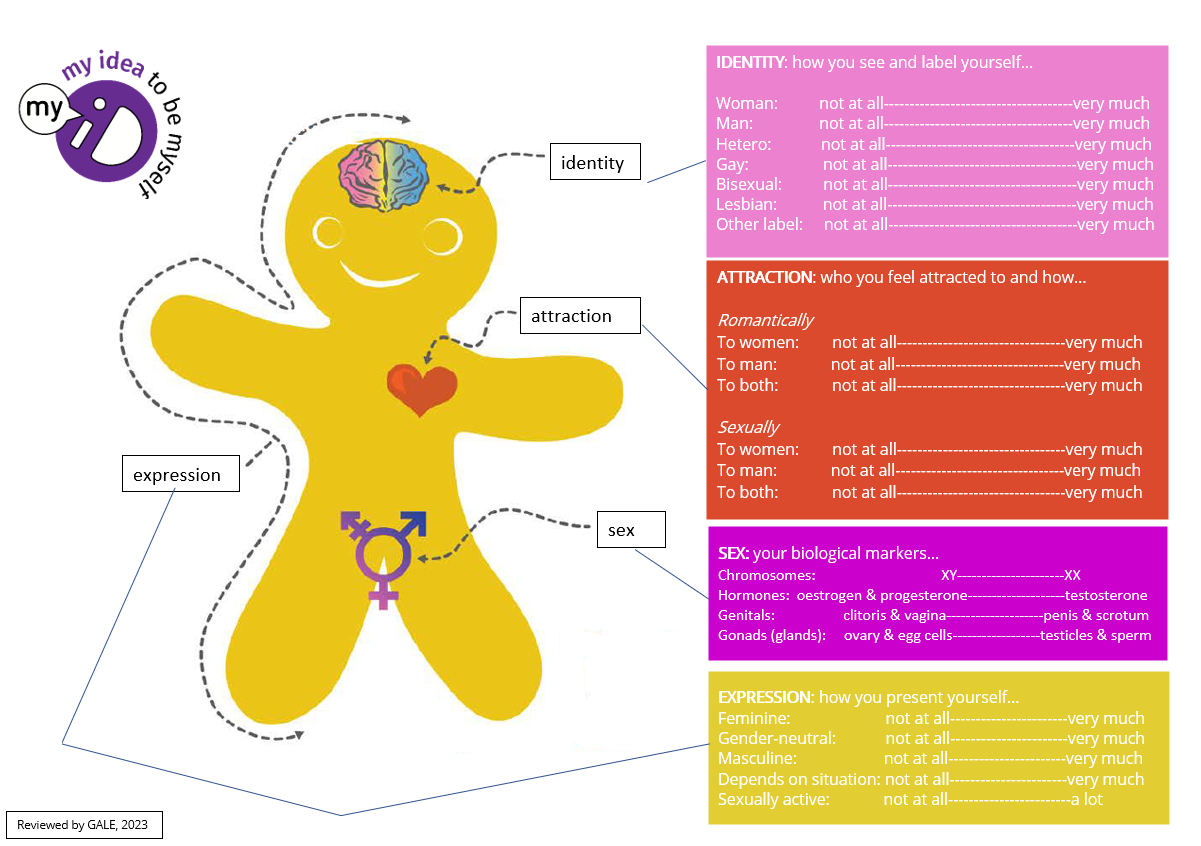 my idea to be myself
my iD
identity
attraction
expression
sex
IDENTITY: how you see and label yourself...
Woman: not at all-------------------------------------very much
Man: not at all-------------------------------------very much
Hetero: not at all-------------------------------------very much
Gay: not at all-------------------------------------very much
Bisexual: not at all-------------------------------------very much
Lesbian: not at all-------------------------------------very much
Other label: not at all-------------------------------------very much
ATTRACTION: who you feel attracted to and how...
Romantically
To women: not at all---------------------------------very much
To man: not at all---------------------------------very much
To both: not at all---------------------------------very much
Sexually
To women: not at all---------------------------------very much
To man: not at all---------------------------------very much
To both: not at all---------------------------------very much
SEX: your biological markers...
Chromosomes: XY----------------------XX
Hormones: oestrogen & progesterone--------------------testosterone
Genitals: clitoris & vagina--------------------penis & scrotum
Gonads (glands): ovary & egg cells------------------testicles & sperm
EXPRESSION: how you present yourself...
Feminine: not at all-----------------------very much
Gender-neutral: not at all-----------------------very much
Masculine: not at all-----------------------very much
Depends on situation: not at all-----------------------very much
Sexually active: not at all------------------------a lot
Reviewed by GALE, 2023